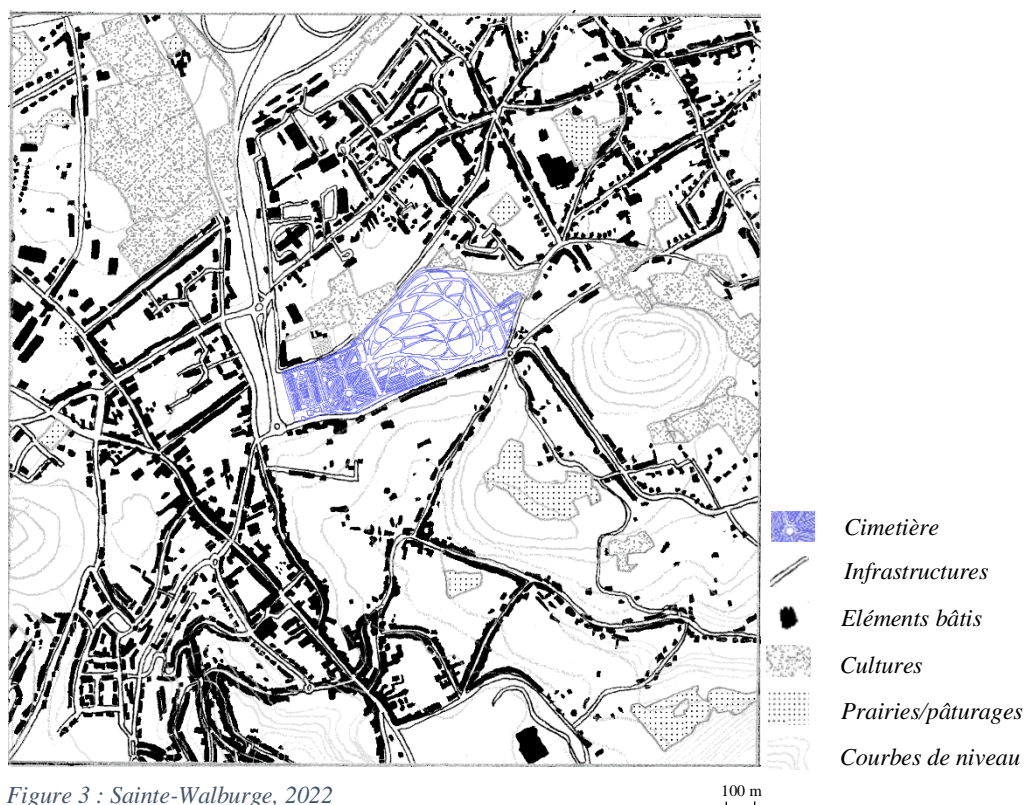 Cimetière
Infrastructures
Eléments bâtis
Cultures
Prairies/pâturages
Courbes de niveau
Figure 3 : Sainte-Walburge, 2022
100 m